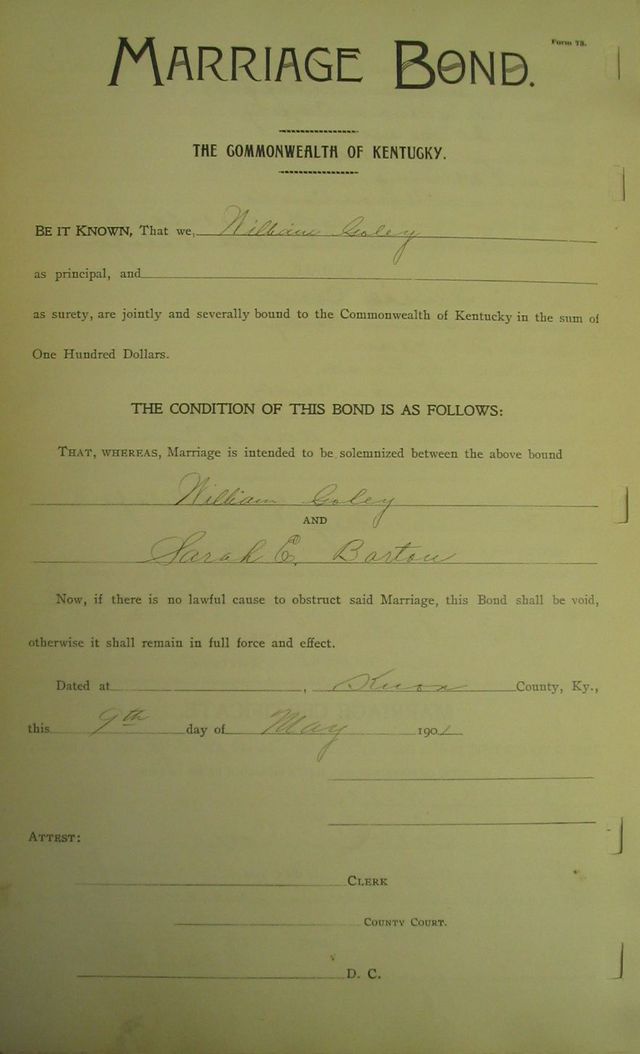 Form 73.
MARRIAGE BOND.
THE COMMONWEALTH OF KENTUCKY.
BE IT KNOWN, That we, William Goley
as principal, and
as surety, are jointly and severally bound to the Commonwealth of Kentucky in the sum of
One Hundred Dollars.
THE CONDITION OF THIS BOND IS AS FOLLOWS:
THAT, WHEREAS, Marriage is intended to be solemnized between the above bound
William Goley
AND
Sarah E. Barton
Now, if there is no lawful cause to obstruct said Marriage, this Bond shall be void,
otherwise it shall remain in full force and effect.
Dated at , Knox County, Ky.,
this 9th day of May 1901
ATTEST:
CLERK
COUNTY COURT.
D. C.